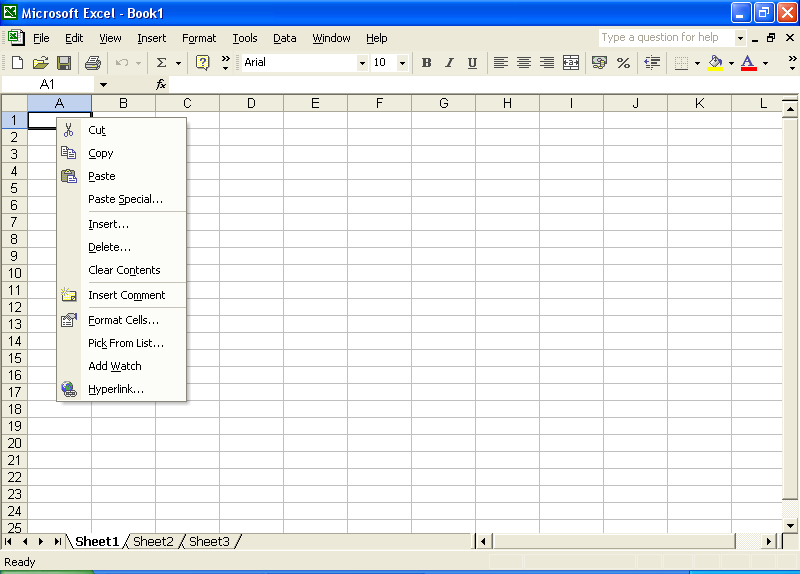 Microsoft Excel - Book1
File Edit View Insert Format Tools Data Window Help Type a question for help
Σ ? » Arial 10 B I U % A
A1 fx
A B C D E F G H I J K L
1
2
3
4
5
6
7
8
9
10
11
12
13
14
15
16
17
18
19
20
21
22
23
24
25
Cut
Copy
Paste
Paste Special...
Insert...
Delete...
Clear Contents
Insert Comment
Format Cells...
Pick From List...
Add Watch
Hyperlink...
Sheet1 Sheet2 Sheet3
Ready